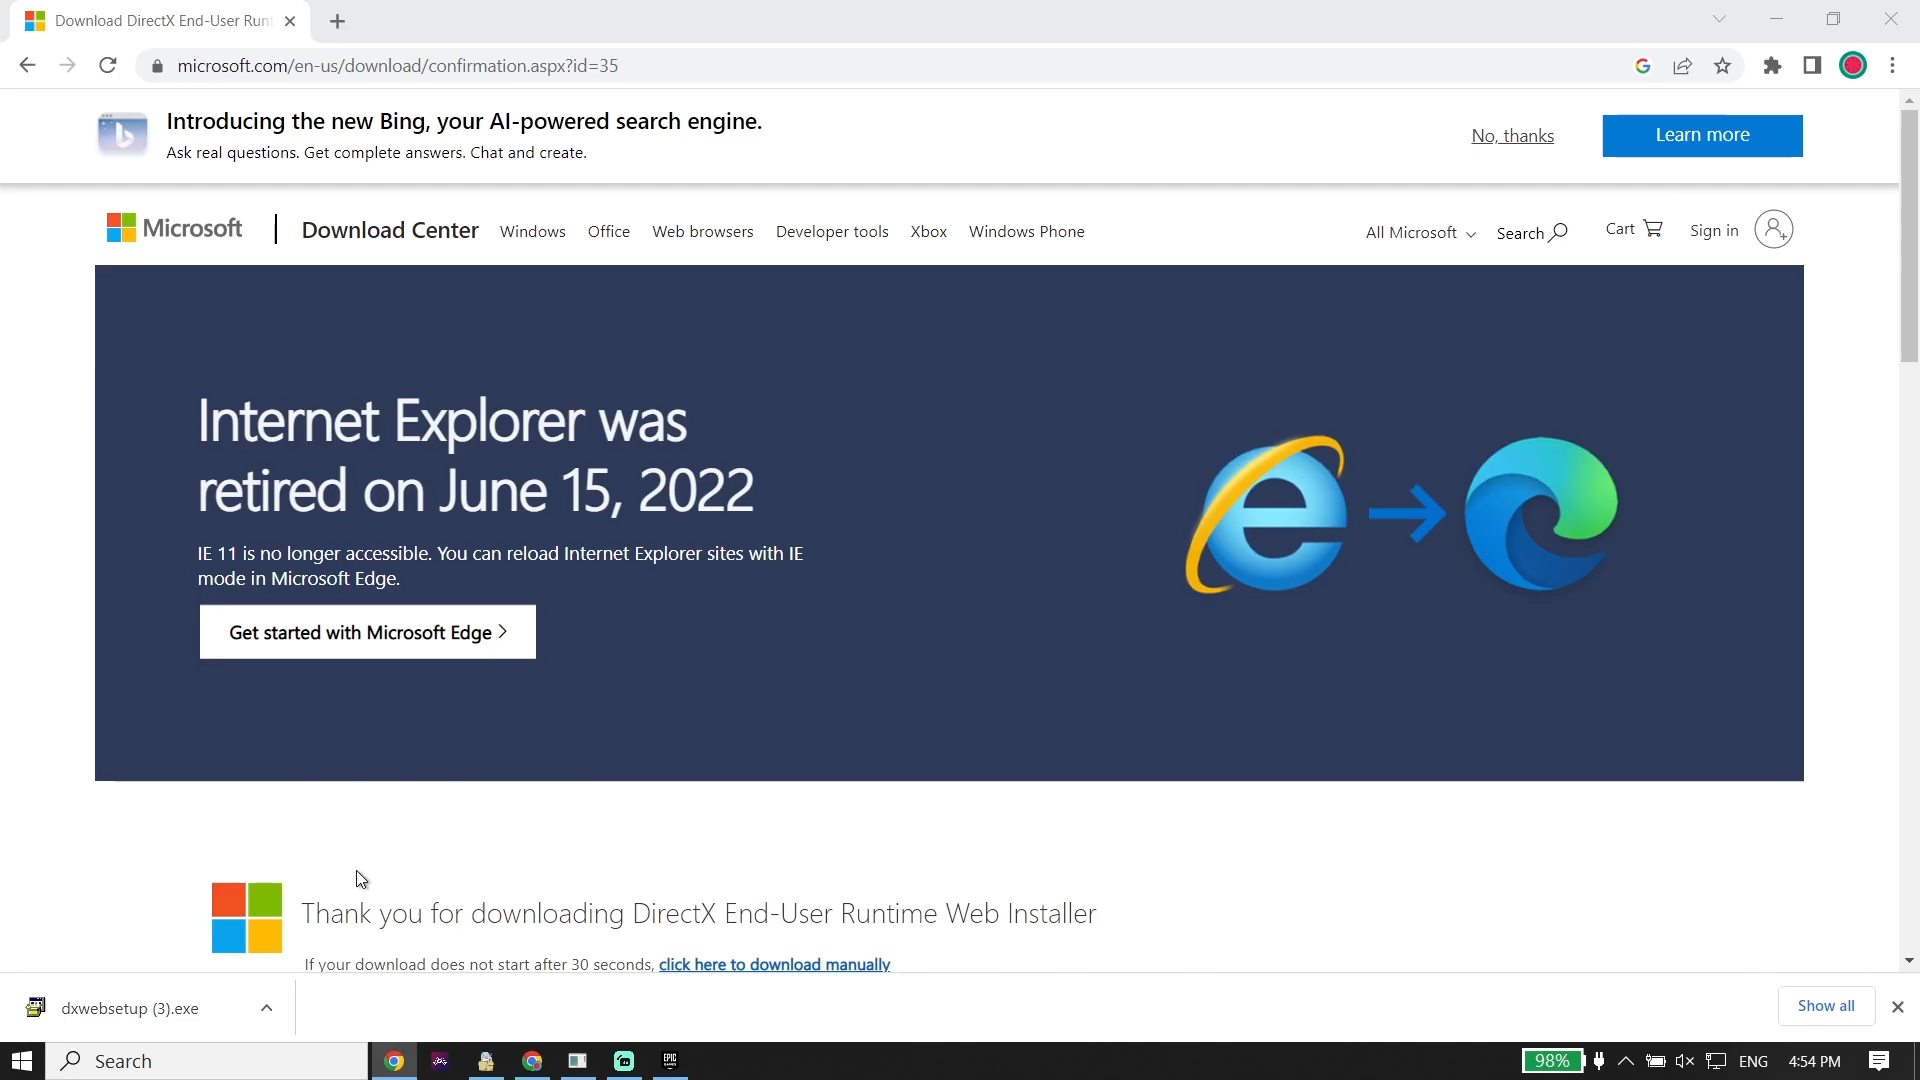 Download DirectX End-User Runt
microsoft.com/en-us/download/confirmation.aspx?id=35
Introducing the new Bing, your AI-powered search engine.
Ask real questions. Get complete answers. Chat and create.
No, thanks
Learn more
Microsoft
Download Center
Windows
Office
Web browsers
Developer tools
Xbox
Windows Phone
All Microsoft
Search
Cart
Sign in
Internet Explorer was
retired on June 15, 2022
IE 11 is no longer accessible. You can reload Internet Explorer sites with IE
mode in Microsoft Edge.
Get started with Microsoft Edge
Thank you for downloading DirectX End-User Runtime Web Installer
If your download does not start after 30 seconds, click here to download manually
dxwebsetup (3).exe
Show all
Search
EPIC
GAMES
98%
ENG
4:54 PM